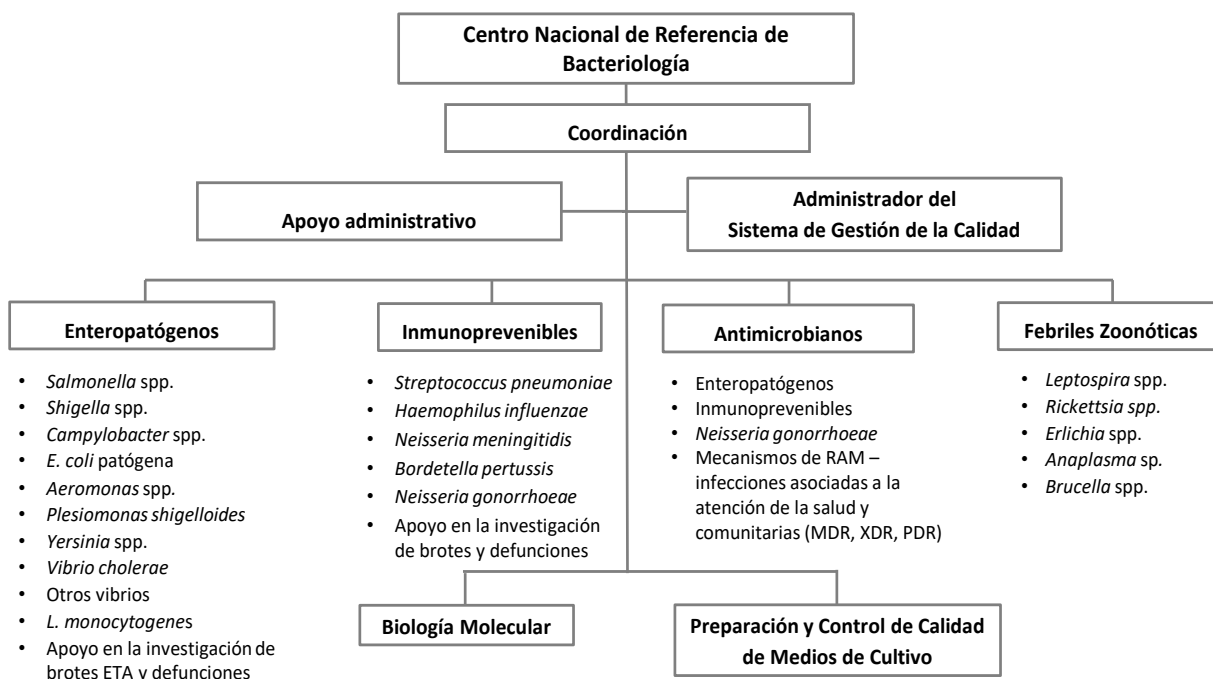 Centro Nacional de Referencia de
Bacteriología
Coordinación
Apoyo administrativo
Administrador del
Sistema de Gestión de la Calidad
Enteropatógenos
• Salmonella spp.
• Shigella spp.
• Campylobacter spp.
• E. coli patógena
• Aeromonas spp.
• Plesiomonas shigelloides
• Yersinia spp.
• Vibrio cholerae
• Otros vibrios
• L. monocytogenes
• Apoyo en la investigación de
brotes ETA y defunciones
Inmunoprevenibles
• Streptococcus pneumoniae
• Haemophilus influenzae
• Neisseria meningitidis
• Bordetella pertussis
• Neisseria gonorrhoeae
• Apoyo en la investigación
de brotes y defunciones
Antimicrobianos
• Enteropatógenos
• Inmunoprevenibles
• Neisseria gonorrhoeae
• Mecanismos de RAM –
infecciones asociadas a la
atención de la salud y
comunitarias (MDR, XDR, PDR)
Febriles Zoonóticas
• Leptospira spp.
• Rickettsia spp.
• Erlichia spp.
• Anaplasma sp.
• Brucella spp.
Biología Molecular
Preparación y Control de Calidad
de Medios de Cultivo